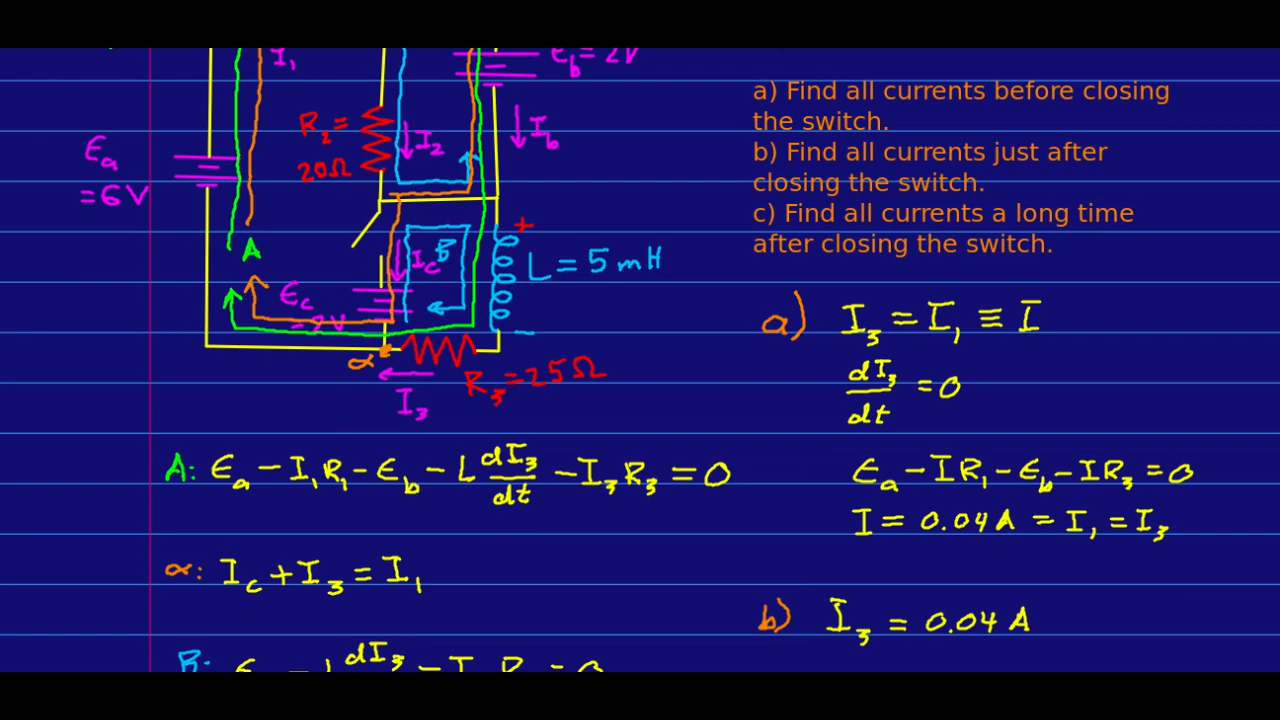 I₁
ϵ_b = 2V
R₂ =
20Ω
I₂
I_b
ϵ_a
= 6V
A
ϵ_c
I_c
B
+
L = 5mH
-
α
R₃ = 25Ω
I₃
A: ϵ_a - I₁R₁ - ϵ_b - L dI₃/dt - I₃R₃ = 0
α: I_c + I₃ = I₁
a) Find all currents before closing
the switch.
b) Find all currents just after
closing the switch.
c) Find all currents a long time
after closing the switch.
a) I₃ = I₁ ≡ I
dI₃/dt = 0
ϵ_a - IR₁ - ϵ_b - IR₃ = 0
I = 0.04A = I₁ = I₃
b) I₃ = 0.04 A